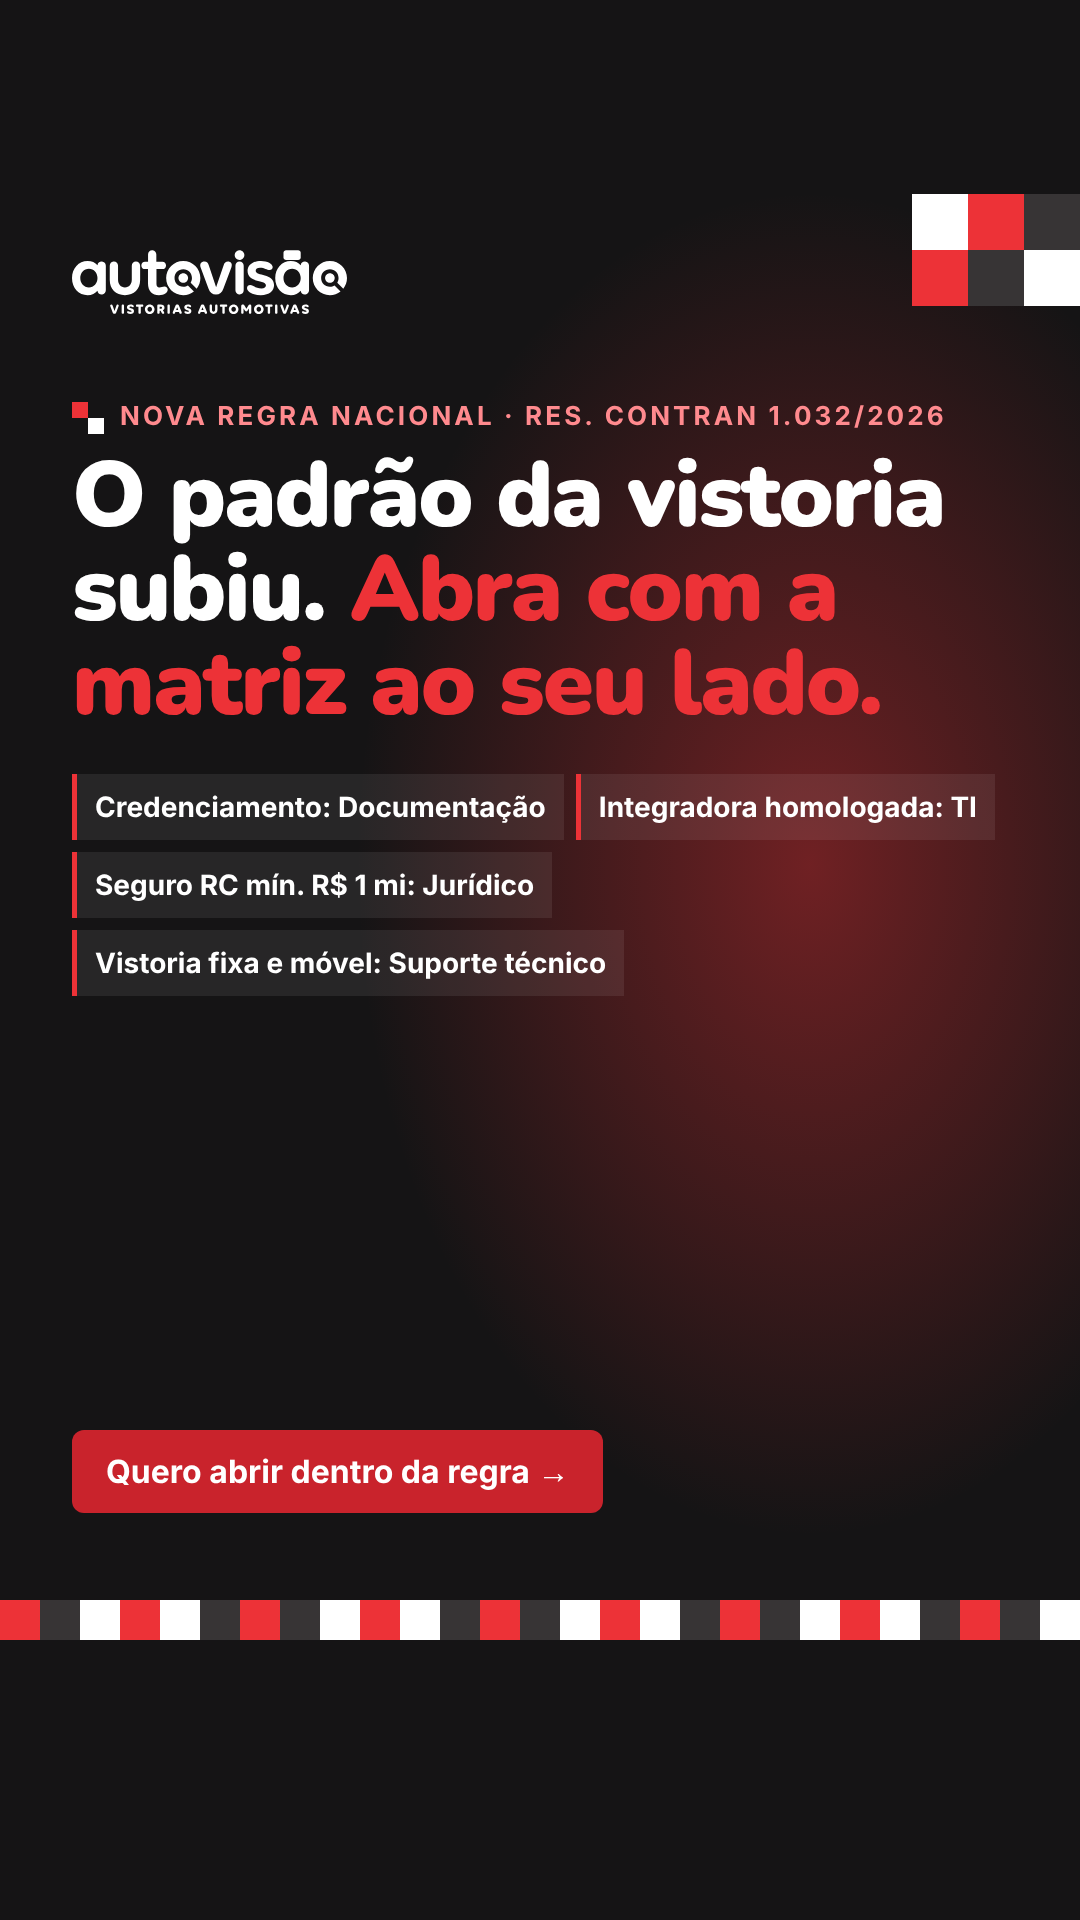 autovisão
VISTORIAS AUTOMOTIVAS
NOVA REGRA NACIONAL · RES. CONTRAN 1.032/2026
O padrão da vistoria
subiu. Abra com a
matriz ao seu lado.
Credenciamento: Documentação
Integradora homologada: TI
Seguro RC mín. R$ 1 mi: Jurídico
Vistoria fixa e móvel: Suporte técnico
Quero abrir dentro da regra →